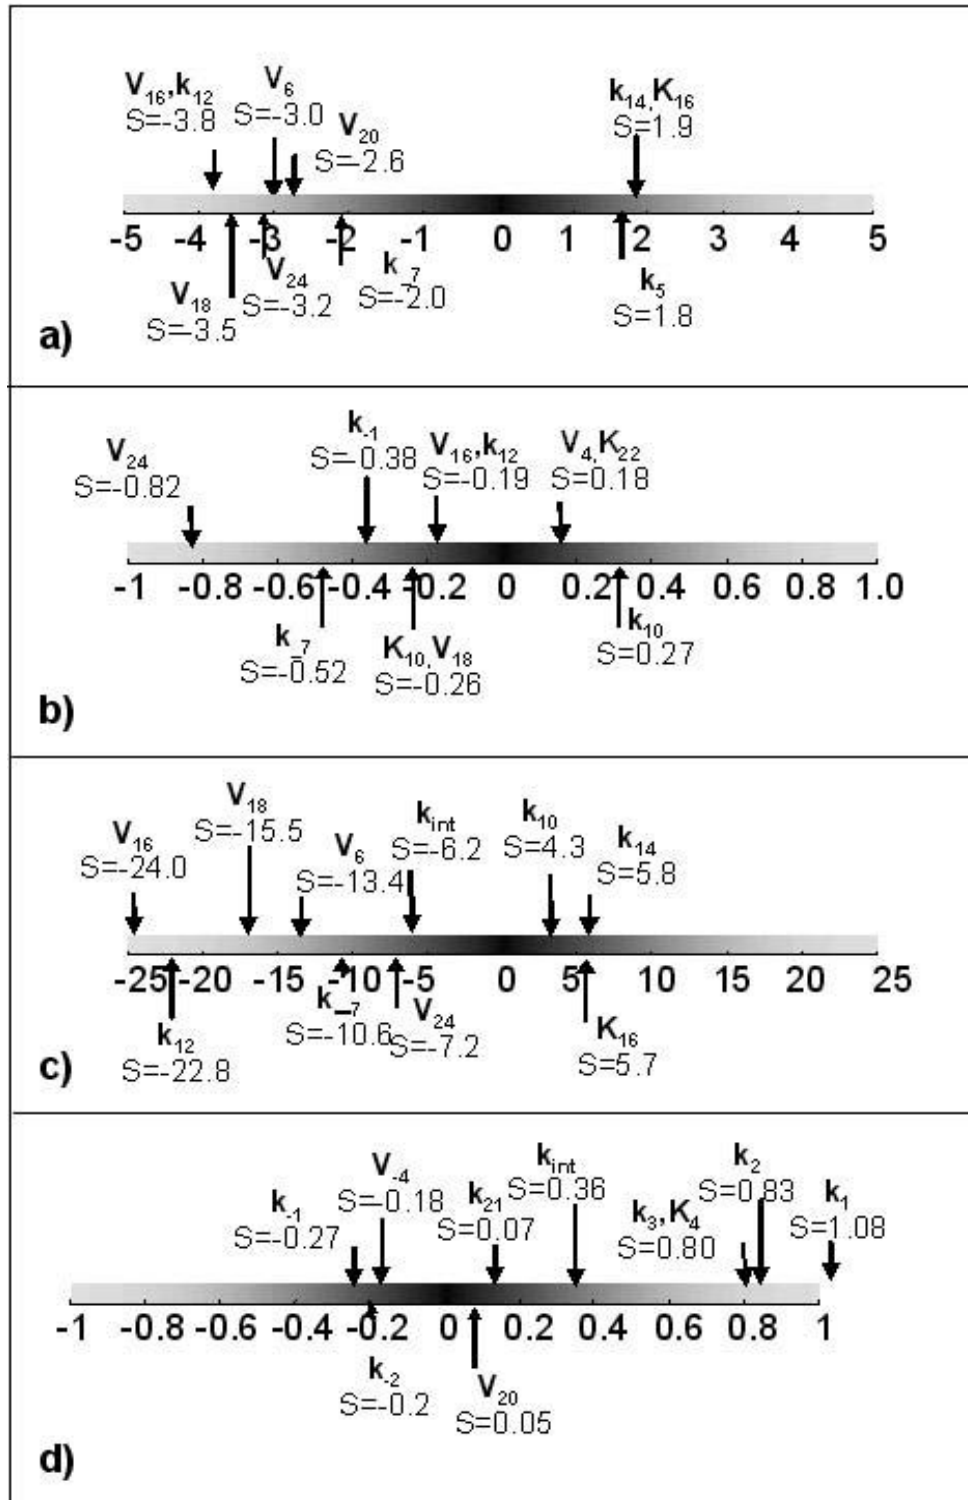 V16,k12
S=-3.8
V6
S=-3.0
V20
S=-2.6
k14,K16
S=1.9
-5 -4 -3 -2 -1 0 1 2 3 4 5
V18
S=-3.5
V24
S=-3.2
k-7
S=-2.0
k5
S=1.8
a)
V24
S=-0.82
k-1
S=-0.38
V16,k12
S=-0.19
V4,K22
S=0.18
-1 -0.8 -0.6 -0.4 -0.2 0 0.2 0.4 0.6 0.8 1.0
k-7
S=-0.52
K10,V18
S=-0.26
k10
S=0.27
b)
V16
S=-24.0
V18
S=-15.5
V6
S=-13.4
kint
S=-6.2
k10
S=4.3
k14
S=5.8
-25 -20 -15 -10 -5 0 5 10 15 20 25
k12
S=-22.8
k-7
S=-10.6
V24
S=-7.2
K16
S=5.7
c)
k-1
S=-0.27
V-4
S=-0.18
k21
S=0.07
kint
S=0.36
k3,K4
S=0.80
k2
S=0.83
k1
S=1.08
-1 -0.8 -0.6 -0.4 -0.2 0 0.2 0.4 0.6 0.8 1
k-2
S=-0.2
V20
S=0.05
d)